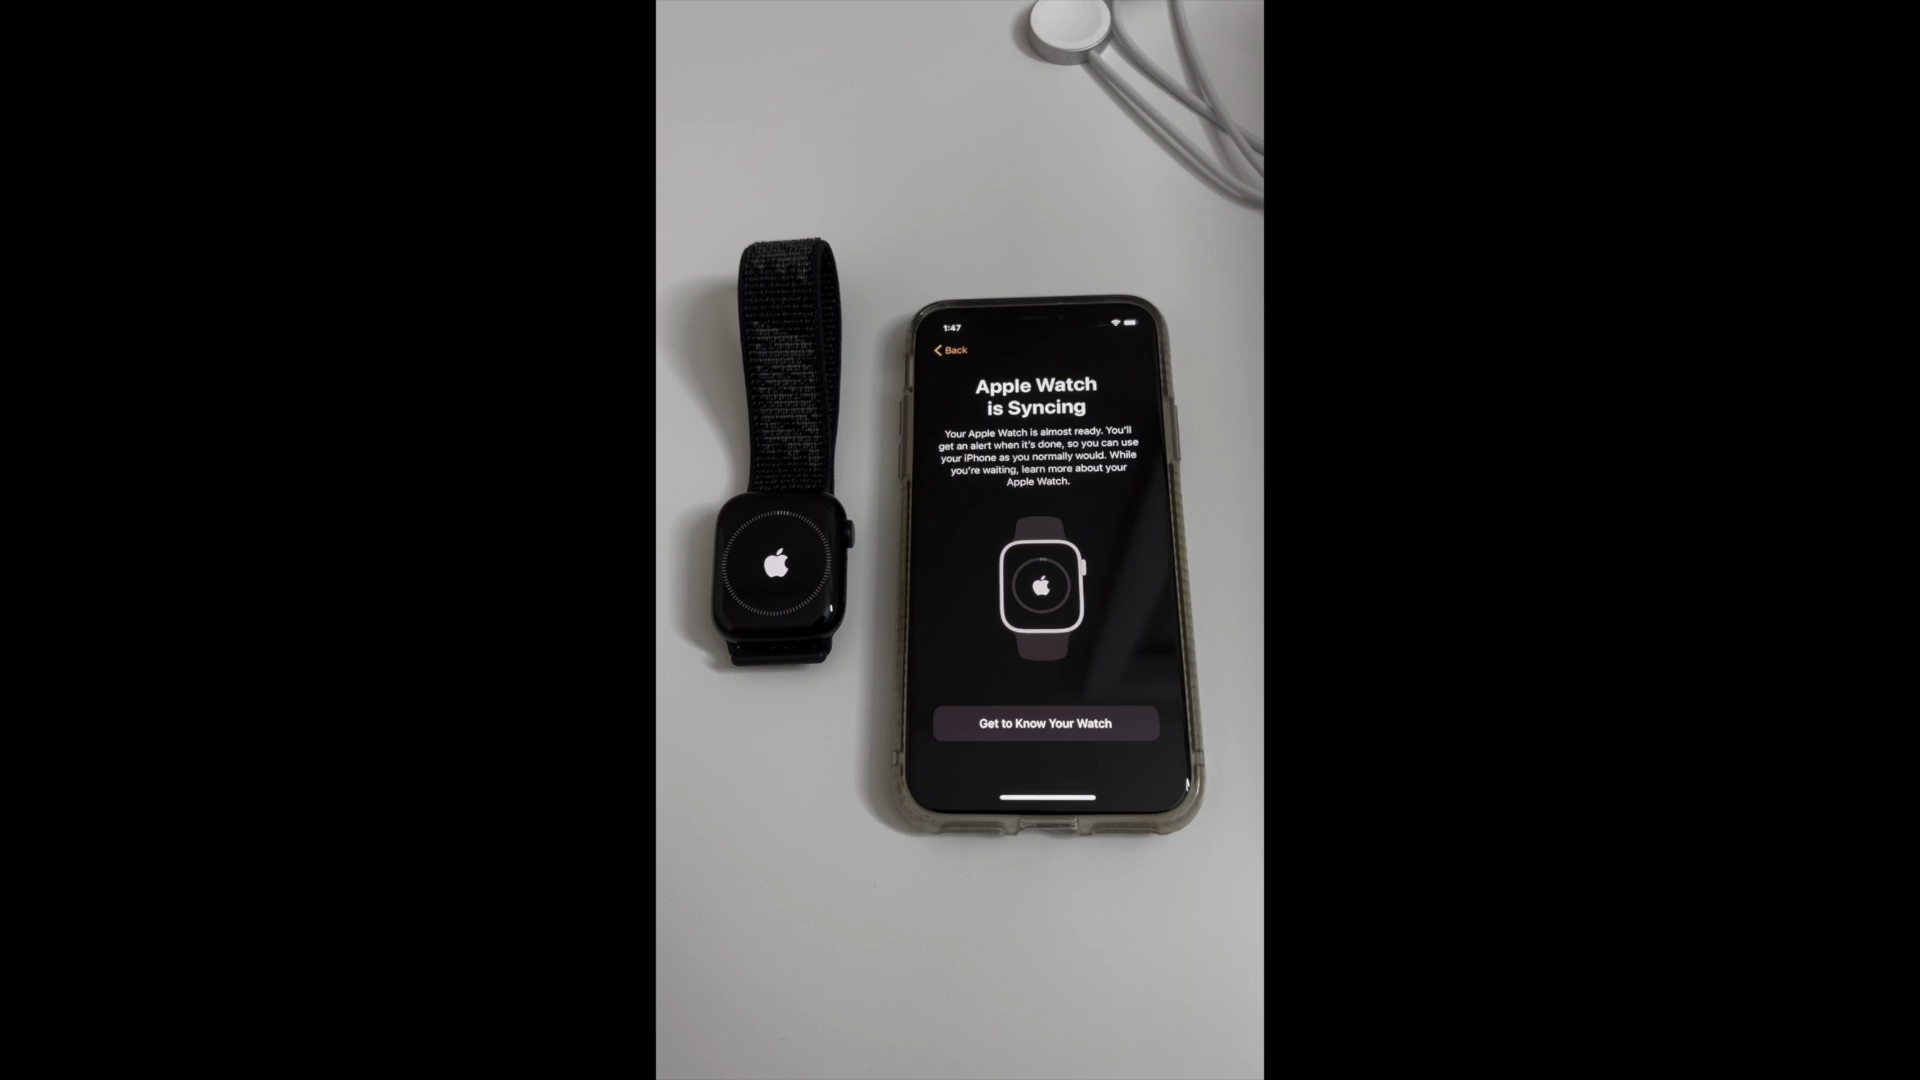 1:47
Back
Apple Watch
is Syncing
Your Apple Watch is almost ready. You'll
get an alert when it's done, so you can use
your iPhone as you normally would. While
you're waiting, learn more about your
Apple Watch.
Get to Know Your Watch